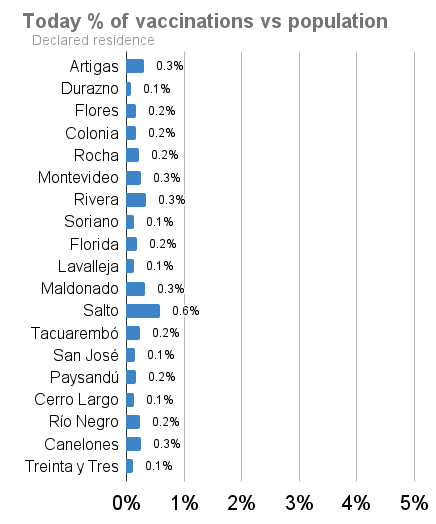 Today % of vaccinations vs population
Declared residence
Artigas 0.3%
Durazno 0.1%
Flores 0.2%
Colonia 0.2%
Rocha 0.2%
Montevideo 0.3%
Rivera 0.3%
Soriano 0.1%
Florida 0.2%
Lavalleja 0.1%
Maldonado 0.3%
Salto 0.6%
Tacuarembó 0.2%
San José 0.1%
Paysandú 0.2%
Cerro Largo 0.1%
Río Negro 0.2%
Canelones 0.3%
Treinta y Tres 0.1%
0% 1% 2% 3% 4% 5%